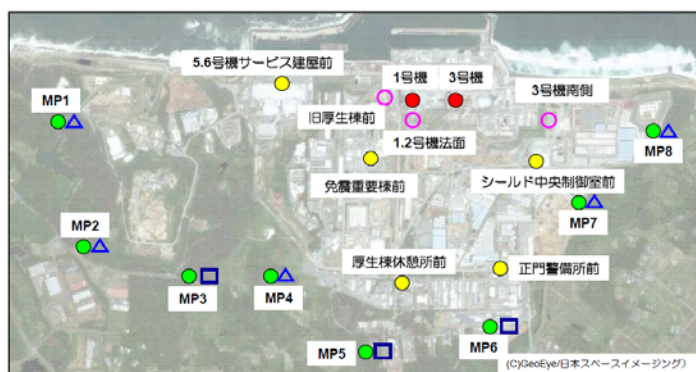 5.6号機サービス建屋前
1号機
3号機
MP1
旧厚生棟前
3号機南側
1.2号機法面
MP8
免震重要棟前
シールド中央制御室前
MP7
MP2
厚生棟休憩所前
正門警備所前
MP3
MP4
MP6
MP5
(C)GeoEye/日本スペースイメージング)